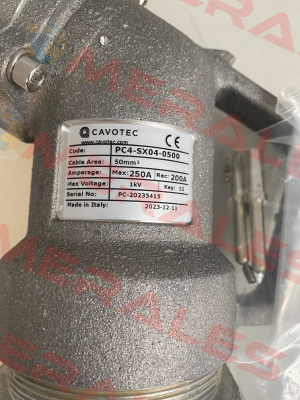 CAVOTEC
www.cavotec.com
CE
Code: PC4-SX04-0500
Cable Area: 50mm²
Amperage: Max: 250A Rec: 200A
Max Voltage: 1kV Key: 12
Serial No: PC-20235415
Made in Italy: 2023-12-11
MERALES